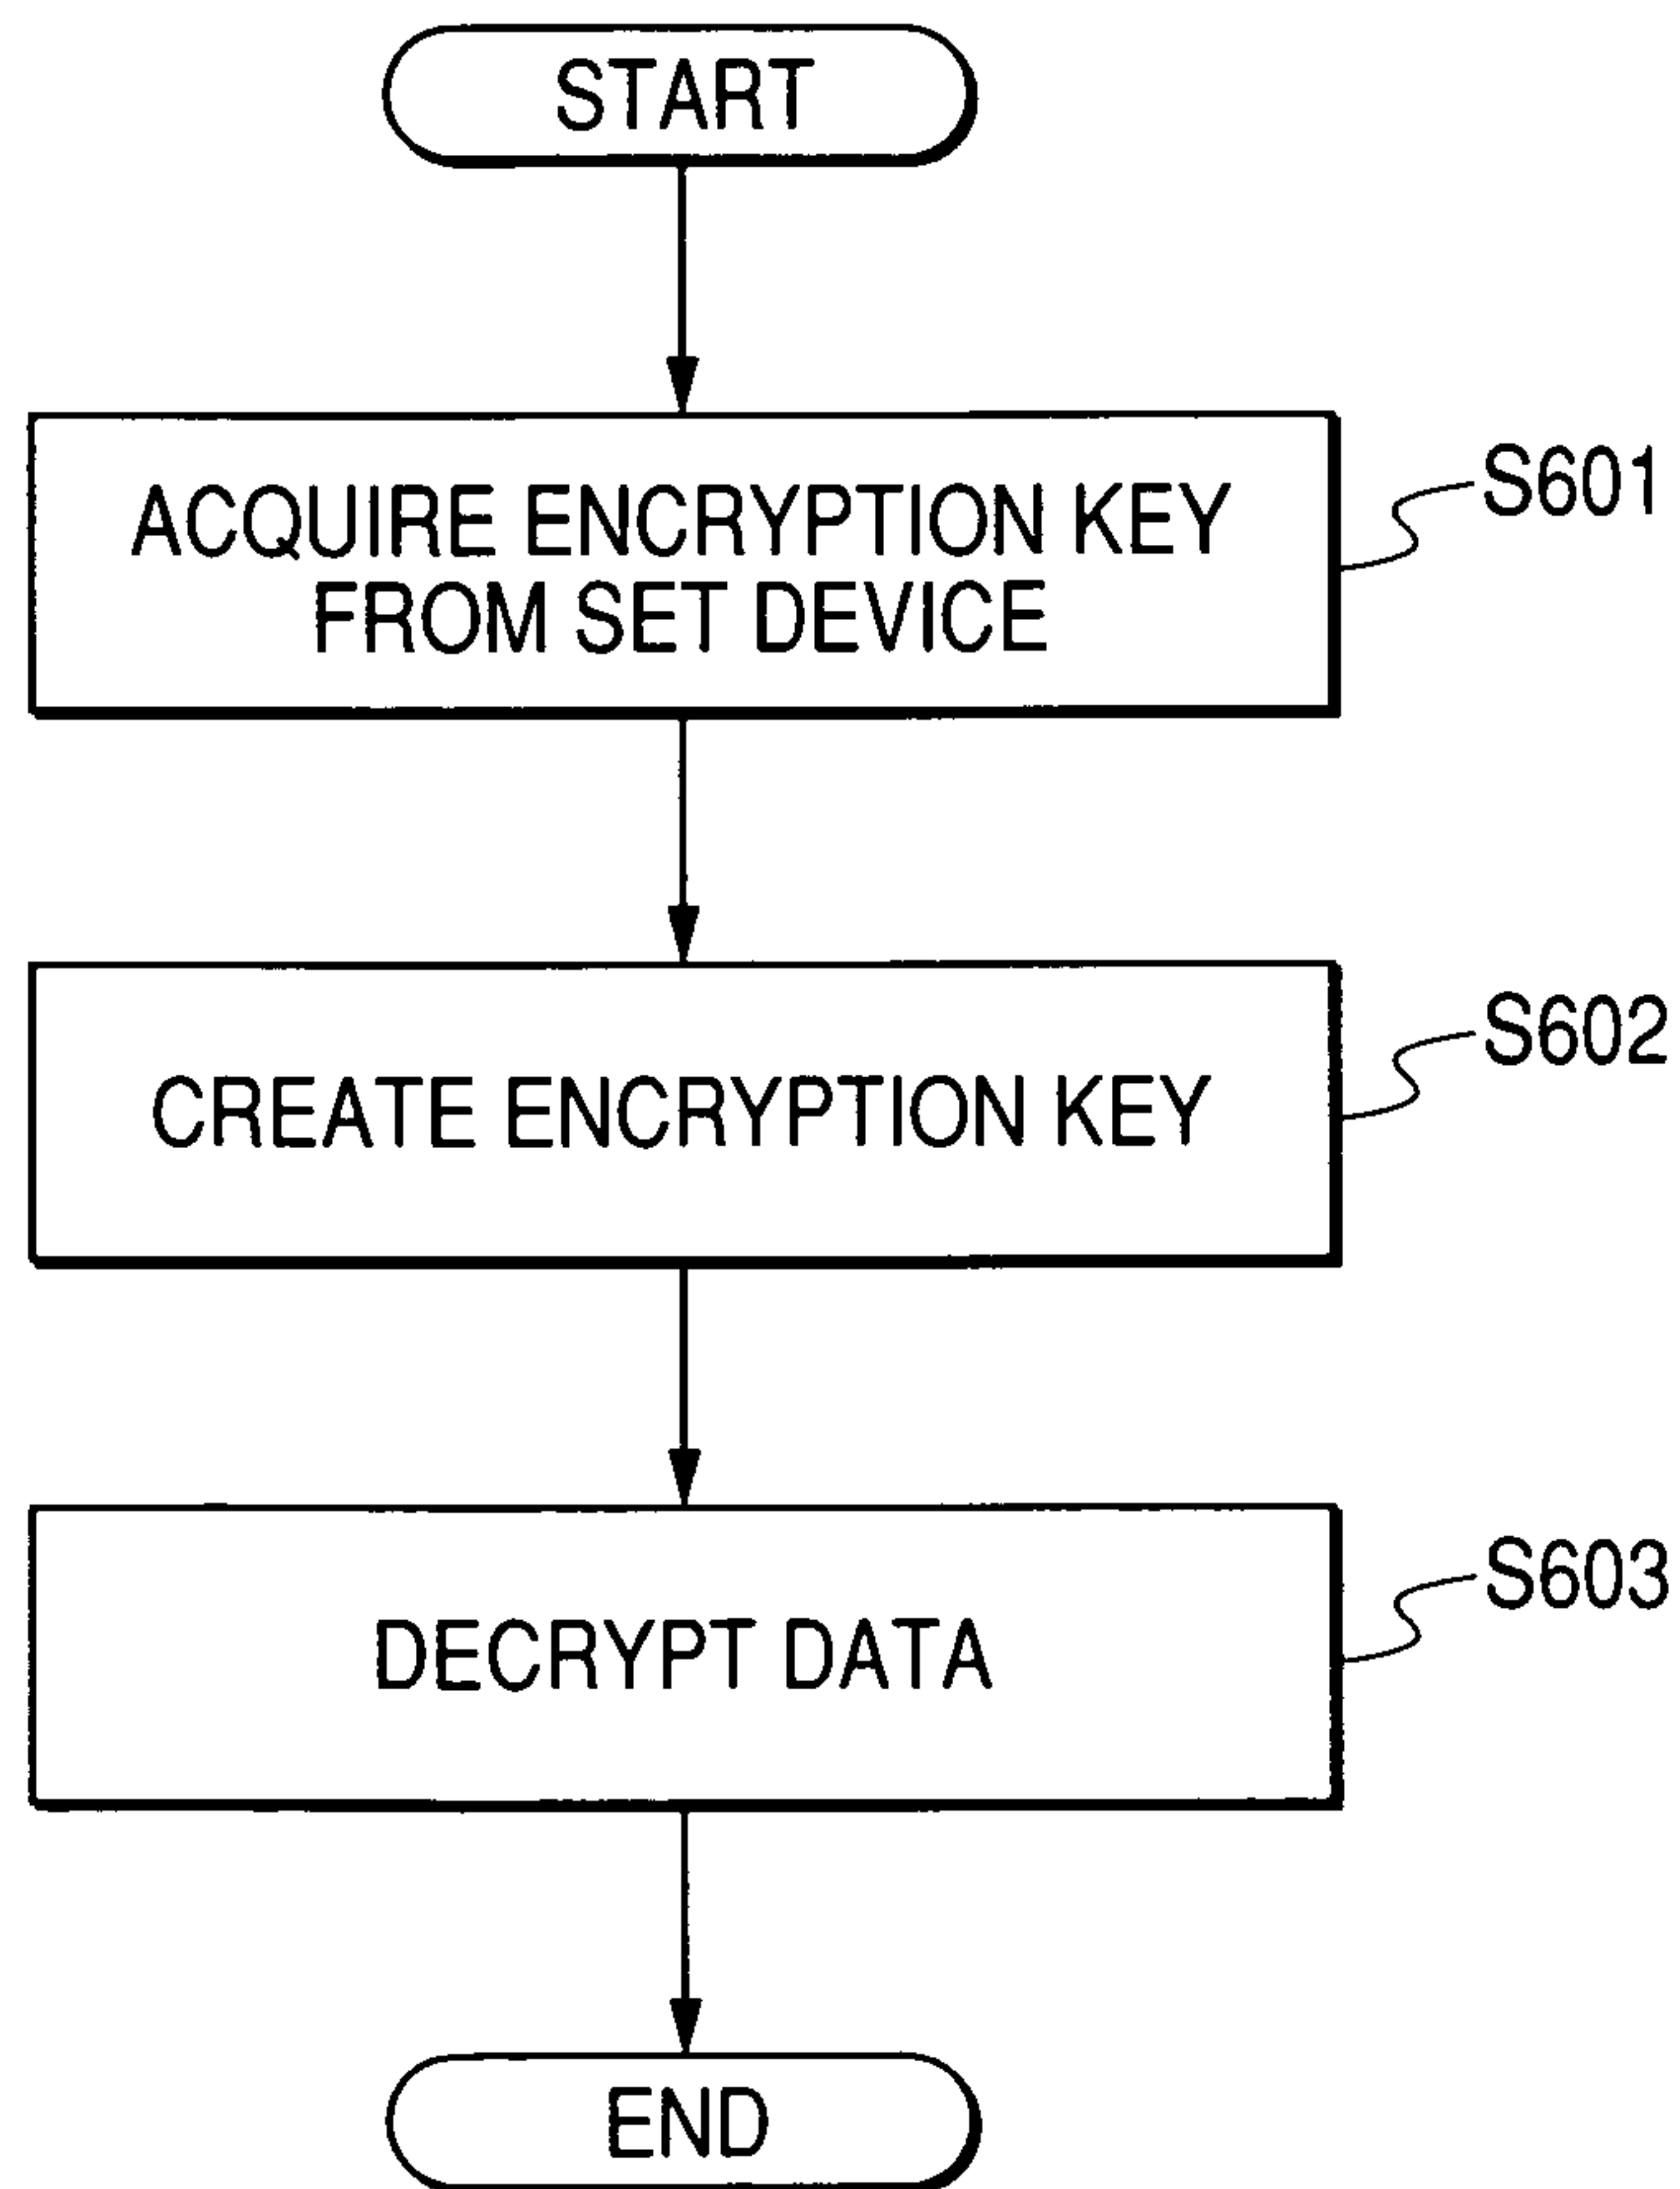 START
ACQUIRE ENCRYPTION KEY
FROM SET DEVICE
S601
CREATE ENCRYPTION KEY
S602
DECRYPT DATA
S603
END